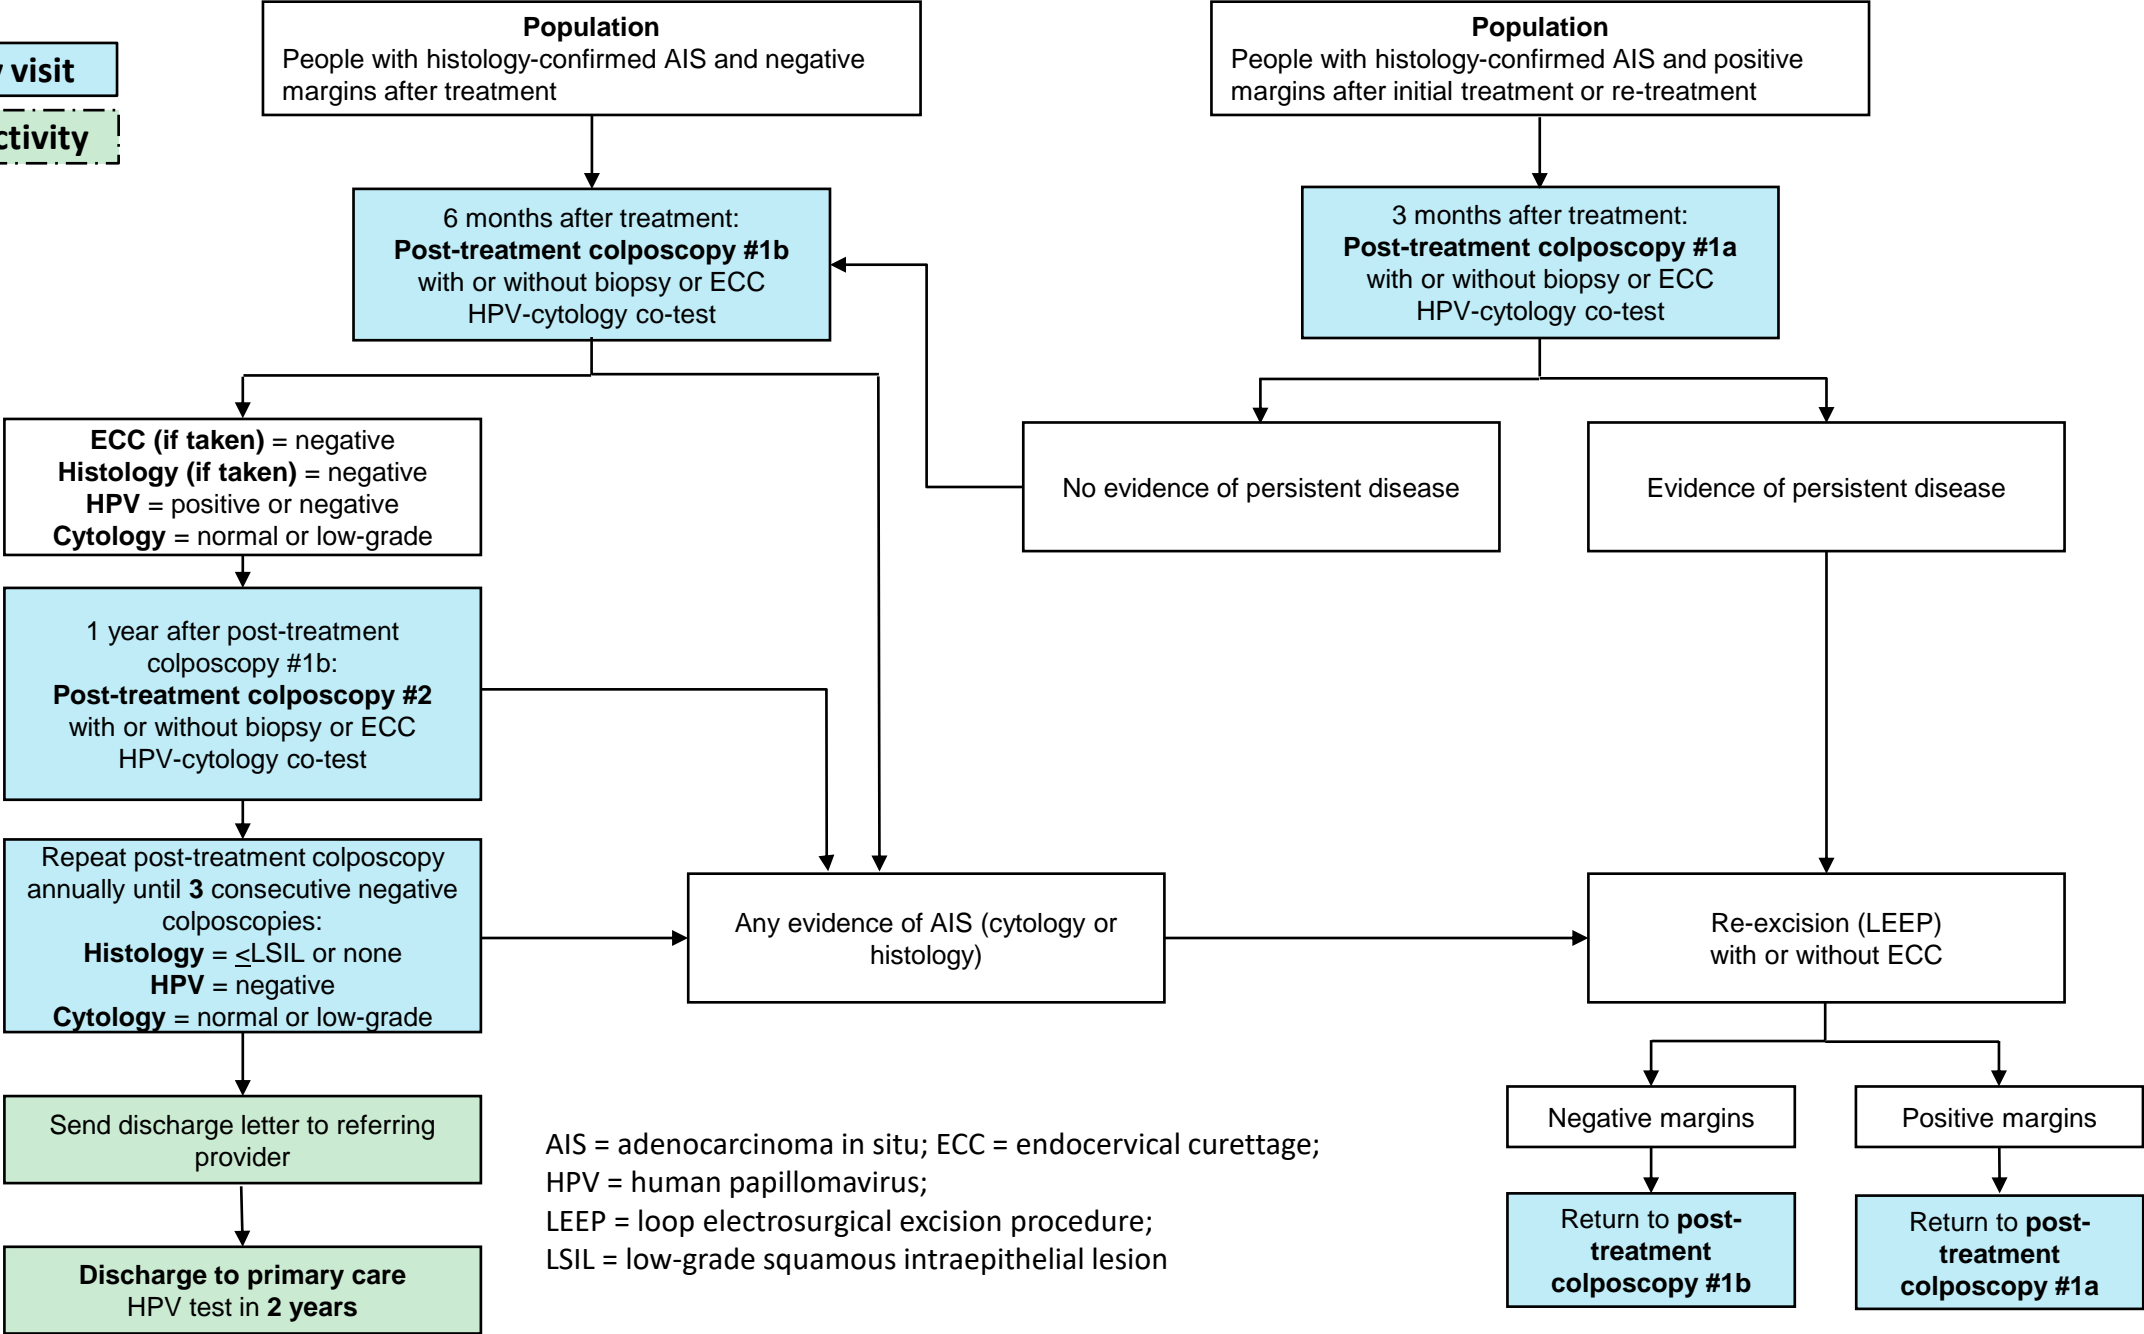 visit
Population
People with histology-confirmed AIS and negative
margins after treatment
Population
People with histology-confirmed AIS and positive
margins after initial treatment or re-treatment
6 months after treatment:
Post-treatment colposcopy #1b
with or without biopsy or ECC
HPV-cytology co-test
3 months after treatment:
Post-treatment colposcopy #1a
with or without biopsy or ECC
HPV-cytology co-test
ECC (if taken) = negative
Histology (if taken) = negative
HPV = positive or negative
Cytology = normal or low-grade
No evidence of persistent disease
Evidence of persistent disease
1 year after post-treatment
colposcopy #1b:
Post-treatment colposcopy #2
with or without biopsy or ECC
HPV-cytology co-test
Repeat post-treatment colposcopy
annually until 3 consecutive negative
colposcopies:
Histology = <LSIL or none
HPV = negative
Cytology = normal or low-grade
Any evidence of AIS (cytology or
histology)
Re-excision (LEEP)
with or without ECC
Send discharge letter to referring
provider
Negative margins
Positive margins
Discharge to primary care
HPV test in 2 years
Return to post-
treatment
colposcopy #1b
Return to post-
treatment
colposcopy #1a
AIS = adenocarcinoma in situ; ECC = endocervical curettage;
HPV = human papillomavirus;
LEEP = loop electrosurgical excision procedure;
LSIL = low-grade squamous intraepithelial lesion